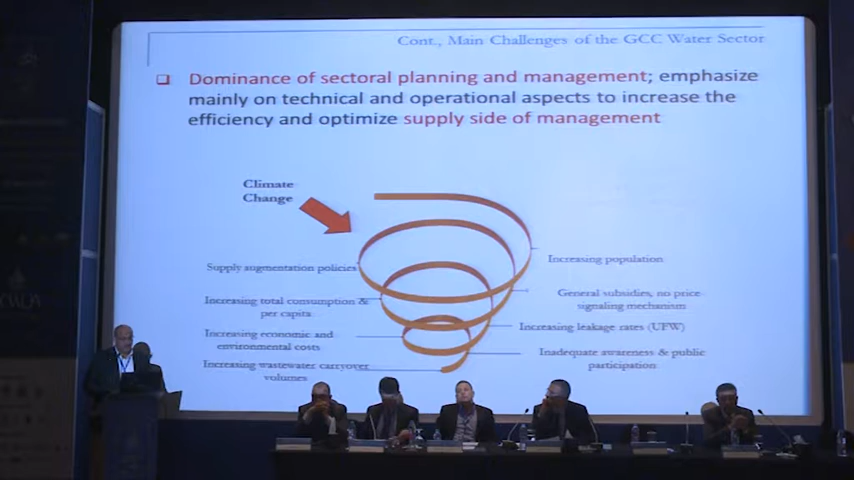 Cont., Main Challenges of the GCC Water Sector
Dominance of sectoral planning and management; emphasize
mainly on technical and operational aspects to increase the
efficiency and optimize supply side of management
Climate
Change
Supply augmentation policies
Increasing total consumption &
per capita
Increasing economic and
environmental costs
Increasing wastewater carryover
volumes
Increasing population
General subsidies, no price
signaling mechanism
Increasing leakage rates (UFW)
Inadequate awareness & public
participation